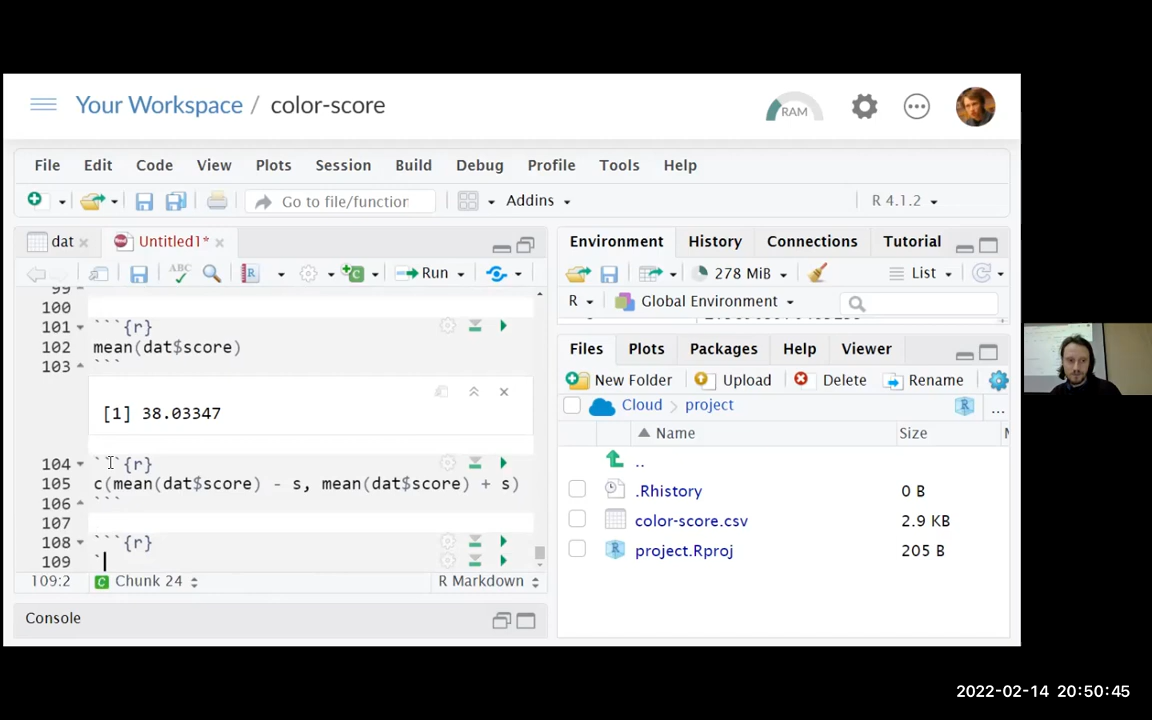 Your Workspace / color-score
RAM
File Edit Code View Plots Session Build Debug Profile Tools Help
Go to file/function Addins R 4.1.2
dat Untitled1*
ABC Run
99
100
101 ```{r}
102 mean(dat$score)
103 ```
[1] 38.03347
104 ```{r}
105 c(mean(dat$score) - s, mean(dat$score) + s)
106 ```
107
108 ```{r}
109 `
109:2 Chunk 24 R Markdown
Console
Environment History Connections Tutorial
278 MiB List
R Global Environment
Files Plots Packages Help Viewer
New Folder Upload Delete Rename
Cloud project ...
Name Size
..
.Rhistory 0 B
color-score.csv 2.9 KB
project.Rproj 205 B
2022-02-14 20:50:45